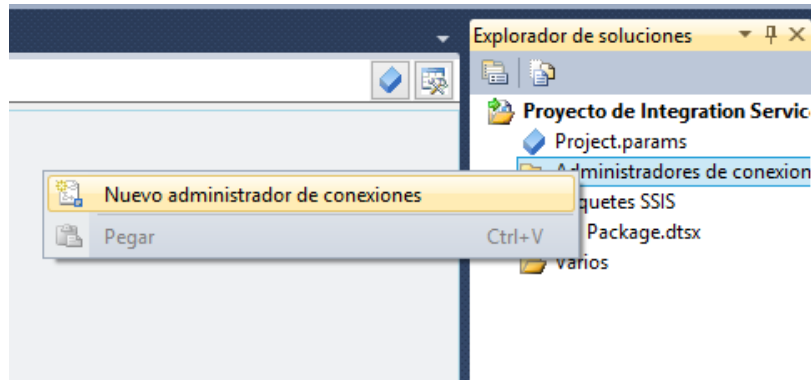 Explorador de soluciones
Proyecto de Integration Servic
Project.params
Administradores de conexion
Nuevo administrador de conexiones
quetes SSIS
Pegar Ctrl+V
Package.dtsx
Varios